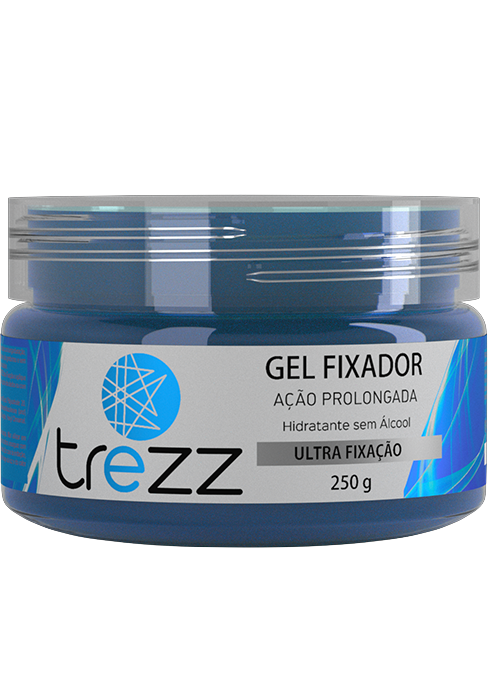 trezz
GEL FIXADOR
AÇÃO PROLONGADA
Hidratante sem Álcool
ULTRA FIXAÇÃO
250 g